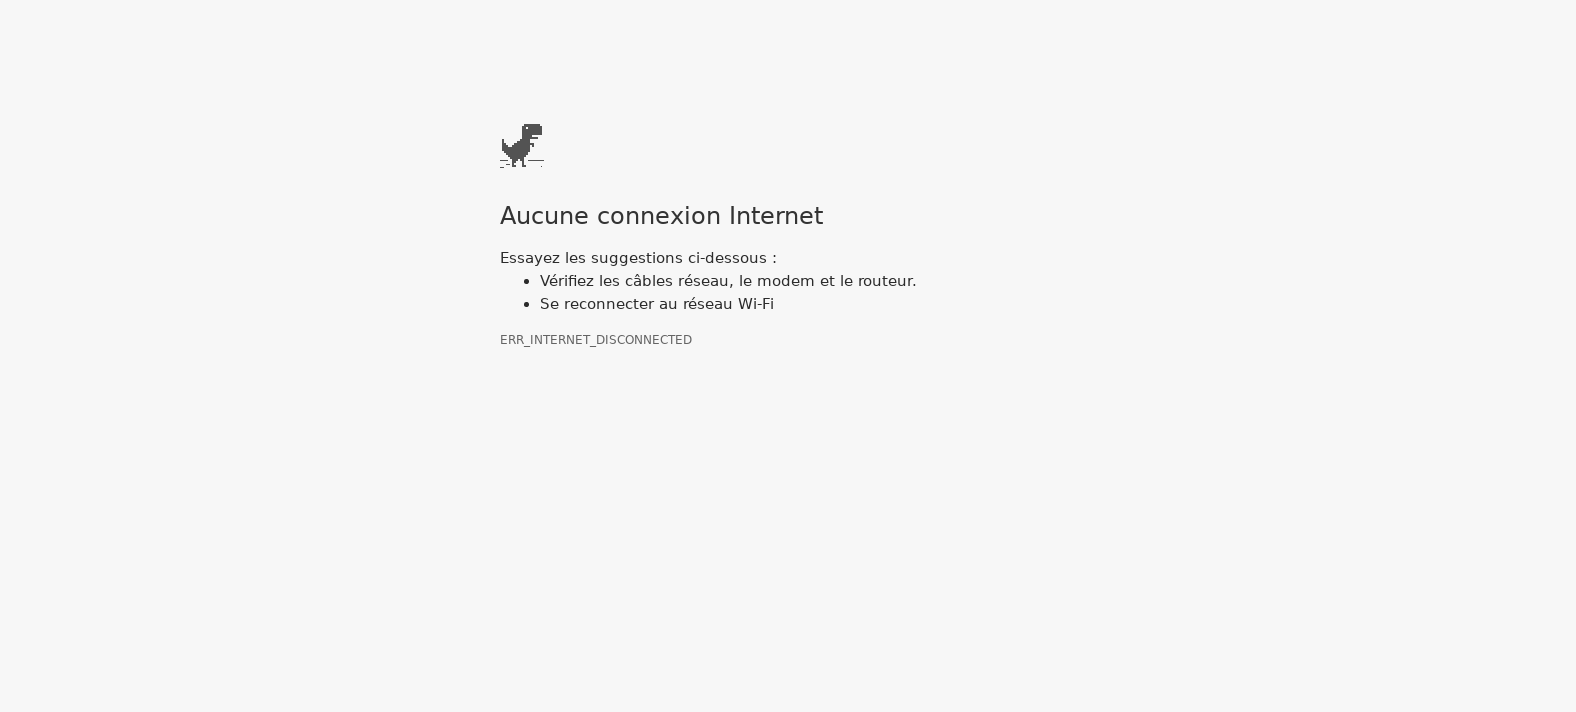 Aucune connexion Internet
Essayez les suggestions ci-dessous :
Vérifiez les câbles réseau, le modem et le routeur.
Se reconnecter au réseau Wi-Fi
ERR_INTERNET_DISCONNECTED